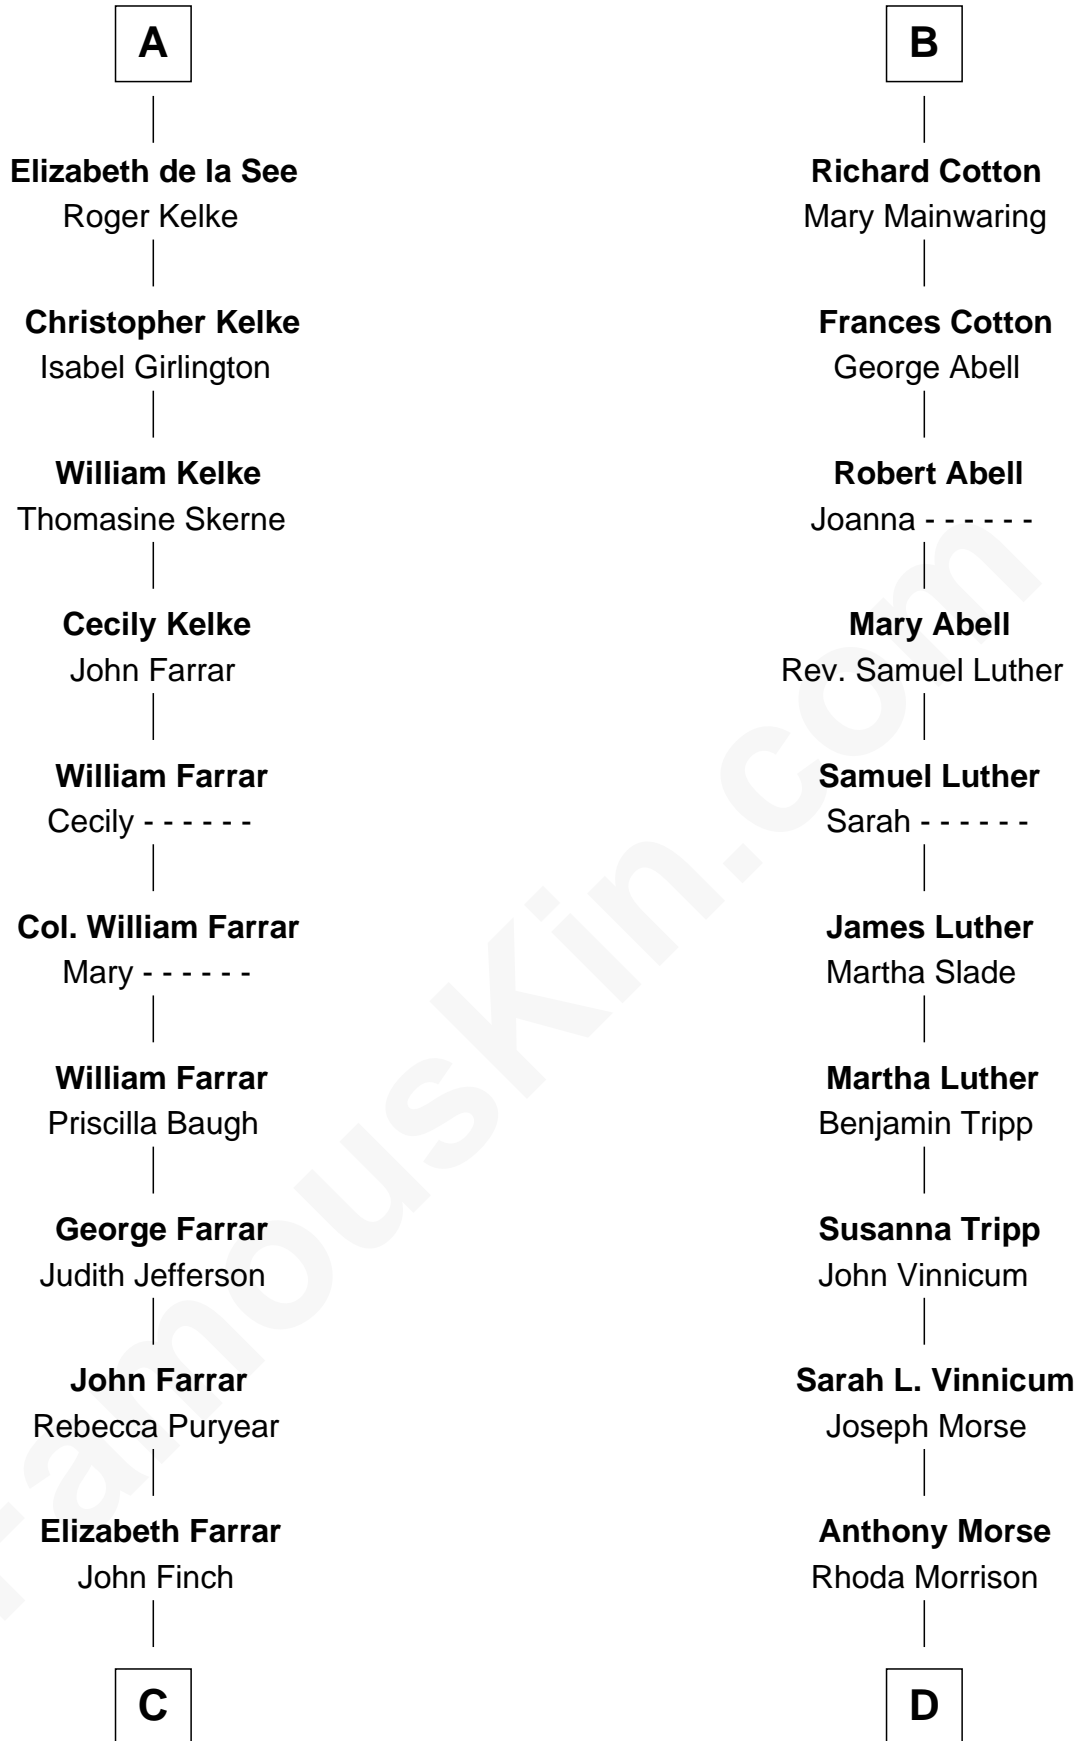 A
Elizabeth de la See
Roger Kelke
Christopher Kelke
Isabel Girlington
William Kelke
Thomasine Skerne
Cecily Kelke
John Farrar
William Farrar
Cecily - - - - - -
Col. William Farrar
Mary - - - - - -
William Farrar
Priscilla Baugh
George Farrar
Judith Jefferson
John Farrar
Rebecca Puryear
Elizabeth Farrar
John Finch
C
B
Richard Cotton
Mary Mainwaring
Frances Cotton
George Abell
Robert Abell
Joanna - - - - - -
Mary Abell
Rev. Samuel Luther
Samuel Luther
Sarah - - - - - -
James Luther
Martha Slade
Martha Luther
Benjamin Tripp
Susanna Tripp
John Vinnicum
Sarah L. Vinnicum
Joseph Morse
Anthony Morse
Rhoda Morrison
D
FamousKin.com